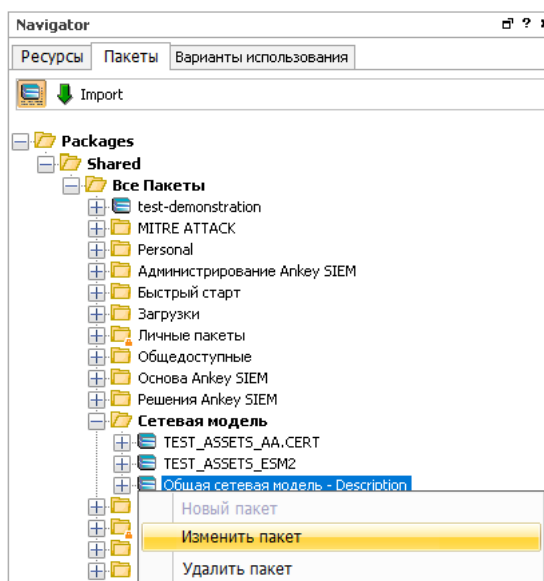 Navigator
Ресурсы Пакеты Варианты использования
Import
Packages
Shared
Все Пакеты
test-demonstration
MITRE ATTACK
Personal
Администрирование Ankey SIEM
Быстрый старт
Загрузки
Личные пакеты
Общедоступные
Основа Ankey SIEM
Решения Ankey SIEM
Сетевая модель
TEST_ASSETS_AA.CERT
TEST_ASSETS_ESM2
Общая сетевая модель - Description
Новый пакет
Изменить пакет
Удалить пакет